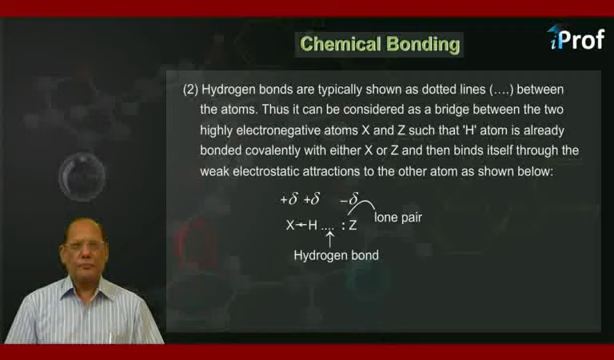 Chemical Bonding
iProf
(2) Hydrogen bonds are typically shown as dotted lines (....) between
the atoms. Thus it can be considered as a bridge between the two
highly electronegative atoms X and Z such that 'H' atom is already
bonded covalently with either X or Z and then binds itself through the
weak electrostatic attractions to the other atom as shown below:
+δ +δ −δ
lone pair
X←H .... : Z
Hydrogen bond